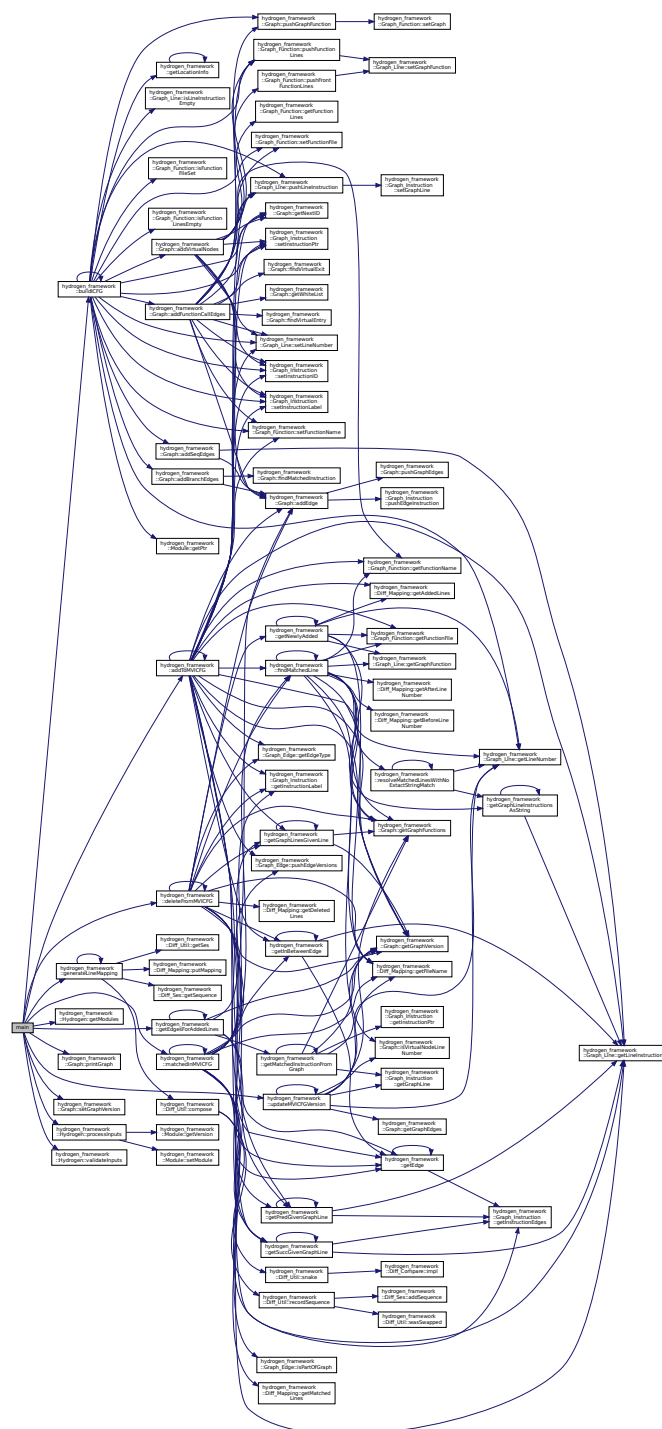 hydrogen_framework
::Graph::pushGraphFunction
hydrogen_framework
::Graph_Function::setGraph
hydrogen_framework
::Graph_Function::pushFunction
Lines
hydrogen_framework
::Graph_Line::setGraphFunction
hydrogen_framework
::getLocationInfo
hydrogen_framework
::Graph_Function::pushFront
FunctionLines
hydrogen_framework
::Graph_Line::isLineInstruction
Empty
hydrogen_framework
::Graph_Function::getFunction
Lines
hydrogen_framework
::Graph_Function::setFunctionFile
hydrogen_framework
::Graph_Function::isFunction
FileSet
hydrogen_framework
::Graph_Line::pushLineInstruction
hydrogen_framework
::Graph_Instruction
::setGraphLine
hydrogen_framework
::Graph_Function::isFunction
LinesEmpty
hydrogen_framework
::Graph::getNextID
hydrogen_framework
::Graph::addVirtualNodes
hydrogen_framework
::Graph_Instruction
::setInstructionPtr
hydrogen_framework
::Graph::findVirtualExit
hydrogen_framework
::buildICFG
hydrogen_framework
::Graph::getWhiteList
hydrogen_framework
::Graph::addFunctionCallEdges
hydrogen_framework
::Graph::findVirtualEntry
hydrogen_framework
::Graph_Line::setLineNumber
hydrogen_framework
::Graph_Instruction
::setInstructionID
hydrogen_framework
::Graph_Instruction
::setInstructionLabel
hydrogen_framework
::Graph_Function::setFunctionName
hydrogen_framework
::Graph::addSeqEdges
hydrogen_framework
::Graph::addBranchEdges
hydrogen_framework
::Graph::findMatchedInstruction
hydrogen_framework
::Graph::pushGraphEdges
hydrogen_framework
::Graph::addEdge
hydrogen_framework
::Graph_Instruction
::pushEdgeInstruction
hydrogen_framework
::Module::getPtr
hydrogen_framework
::Graph_Function::getFunctionName
hydrogen_framework
::Diff_Mapping::getAddedLines
hydrogen_framework
::getNewlyAdded
hydrogen_framework
::Graph_Function::getFunctionFile
hydrogen_framework
::addToMVICFG
hydrogen_framework
::findMatchedLine
hydrogen_framework
::Graph_Line::getGraphFunction
hydrogen_framework
::Diff_Mapping::getAfterLine
Number
hydrogen_framework
::Diff_Mapping::getBeforeLine
Number
hydrogen_framework
::Graph_Edge::getEdgeType
hydrogen_framework
::Graph_Line::getLineNumber
hydrogen_framework
::Graph_Instruction
::getInstructionLabel
hydrogen_framework
::resolveMatchedLinesWithNo
ExtactStringMatch
hydrogen_framework
::getGraphLineInstructions
AsString
hydrogen_framework
::getGraphLinesGivenLine
hydrogen_framework
::Graph::getGraphFunctions
hydrogen_framework
::Graph_Edge::pushEdgeVersions
hydrogen_framework
::deleteFromMVICFG
hydrogen_framework
::Diff_Mapping::getDeleted
Lines
hydrogen_framework
::Diff_Util::getSes
hydrogen_framework
::getInBetweenEdge
hydrogen_framework
::Graph::getGraphVersion
hydrogen_framework
::generateLineMapping
hydrogen_framework
::Diff_Mapping::putMapping
hydrogen_framework
::Diff_Mapping::getFileName
hydrogen_framework
::Diff_Ses::getSequence
hydrogen_framework
::Hydrogen::getModules
hydrogen_framework
::Graph_Instruction
::getInstructionPtr
main
hydrogen_framework
::getEdgesForAddedLines
hydrogen_framework
::Graph::isVirtualNodeLine
Number
hydrogen_framework
::Graph_Line::getLineInstruction
hydrogen_framework
::Graph::printGraph
hydrogen_framework
::matchedInMVICFG
hydrogen_framework
::getMatchedInstructionFrom
Graph
hydrogen_framework
::Graph_Instruction
::getGraphLine
hydrogen_framework
::Graph::setGraphVersion
hydrogen_framework
::Diff_Util::compose
hydrogen_framework
::updateMVICFGVersion
hydrogen_framework
::Graph::getGraphEdges
hydrogen_framework
::Hydrogen::processInputs
hydrogen_framework
::Module::getVersion
hydrogen_framework
::Hydrogen::validateInputs
hydrogen_framework
::Module::setModule
hydrogen_framework
::getEdge
hydrogen_framework
::getPredGivenGraphLine
hydrogen_framework
::Graph_Instruction
::getInstructionEdges
hydrogen_framework
::getSuccGivenGraphLine
hydrogen_framework
::Diff_Util::snake
hydrogen_framework
::Diff_Compare::impl
hydrogen_framework
::Diff_Util::recordSequence
hydrogen_framework
::Diff_Ses::addSequence
hydrogen_framework
::Diff_Util::wasSwapped
hydrogen_framework
::Graph_Edge::isPartOfGraph
hydrogen_framework
::Diff_Mapping::getMatched
Lines